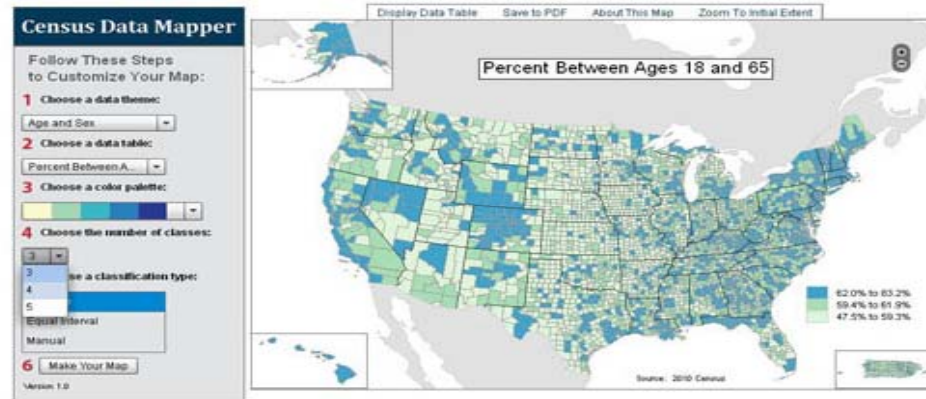 Census Data Mapper
Follow These Steps
to Customize Your Map:
1 Choose a data theme:
Age and Sex
2 Choose a data table:
Percent Between A...
3 Choose a color palette:
4 Choose the number of classes:
3
3
4
5
a classification type:
Equal Interval
Manual
6 Make Your Map
Version 1.0
Display Data Table Save to PDF About This Map Zoom To Initial Extent
Percent Between Ages 18 and 65
62.0% to 83.2%
59.4% to 61.9%
47.5% to 59.3%
Source: 2010 Census